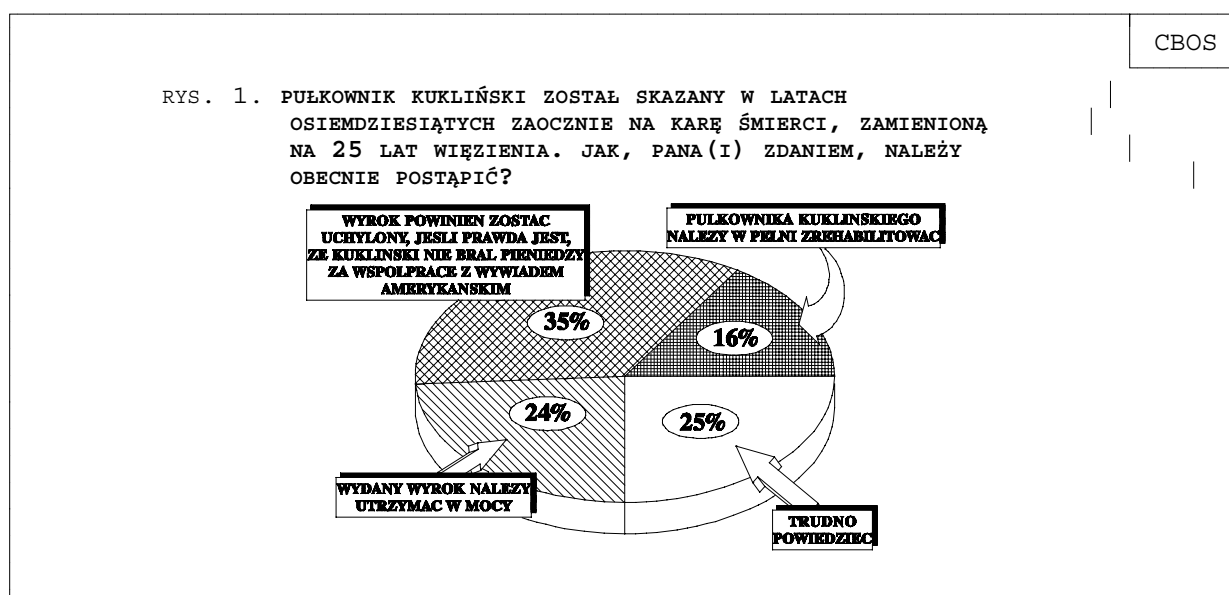 CBOS
RYS. 1. PUŁKOWNIK KUKLIŃSKI ZOSTAŁ SKAZANY W LATACH
OSIEMDZIESIĄTYCH ZAOCZNIE NA KARĘ ŚMIERCI, ZAMIENIONĄ
NA 25 LAT WIĘZIENIA. JAK, PANA(I) ZDANIEM, NALEŻY
OBECNIE POSTĄPIĆ?
WYROK POWINIEN ZOSTAC
UCHYLONY, JESLI PRAWDA JEST,
ZE KUKLINSKI NIE BRAL PIENIEDZY
ZA WSPOLPRACE Z WYWIADEM
AMERYKANSKIM
PULKOWNIKA KUKLINSKIEGO
NALEZY W PELNI ZREHABILITOWAC
35%
16%
24%
25%
WYDANY WYROK NALEZY
UTRZYMAC W MOCY
TRUDNO
POWIEDZIEC